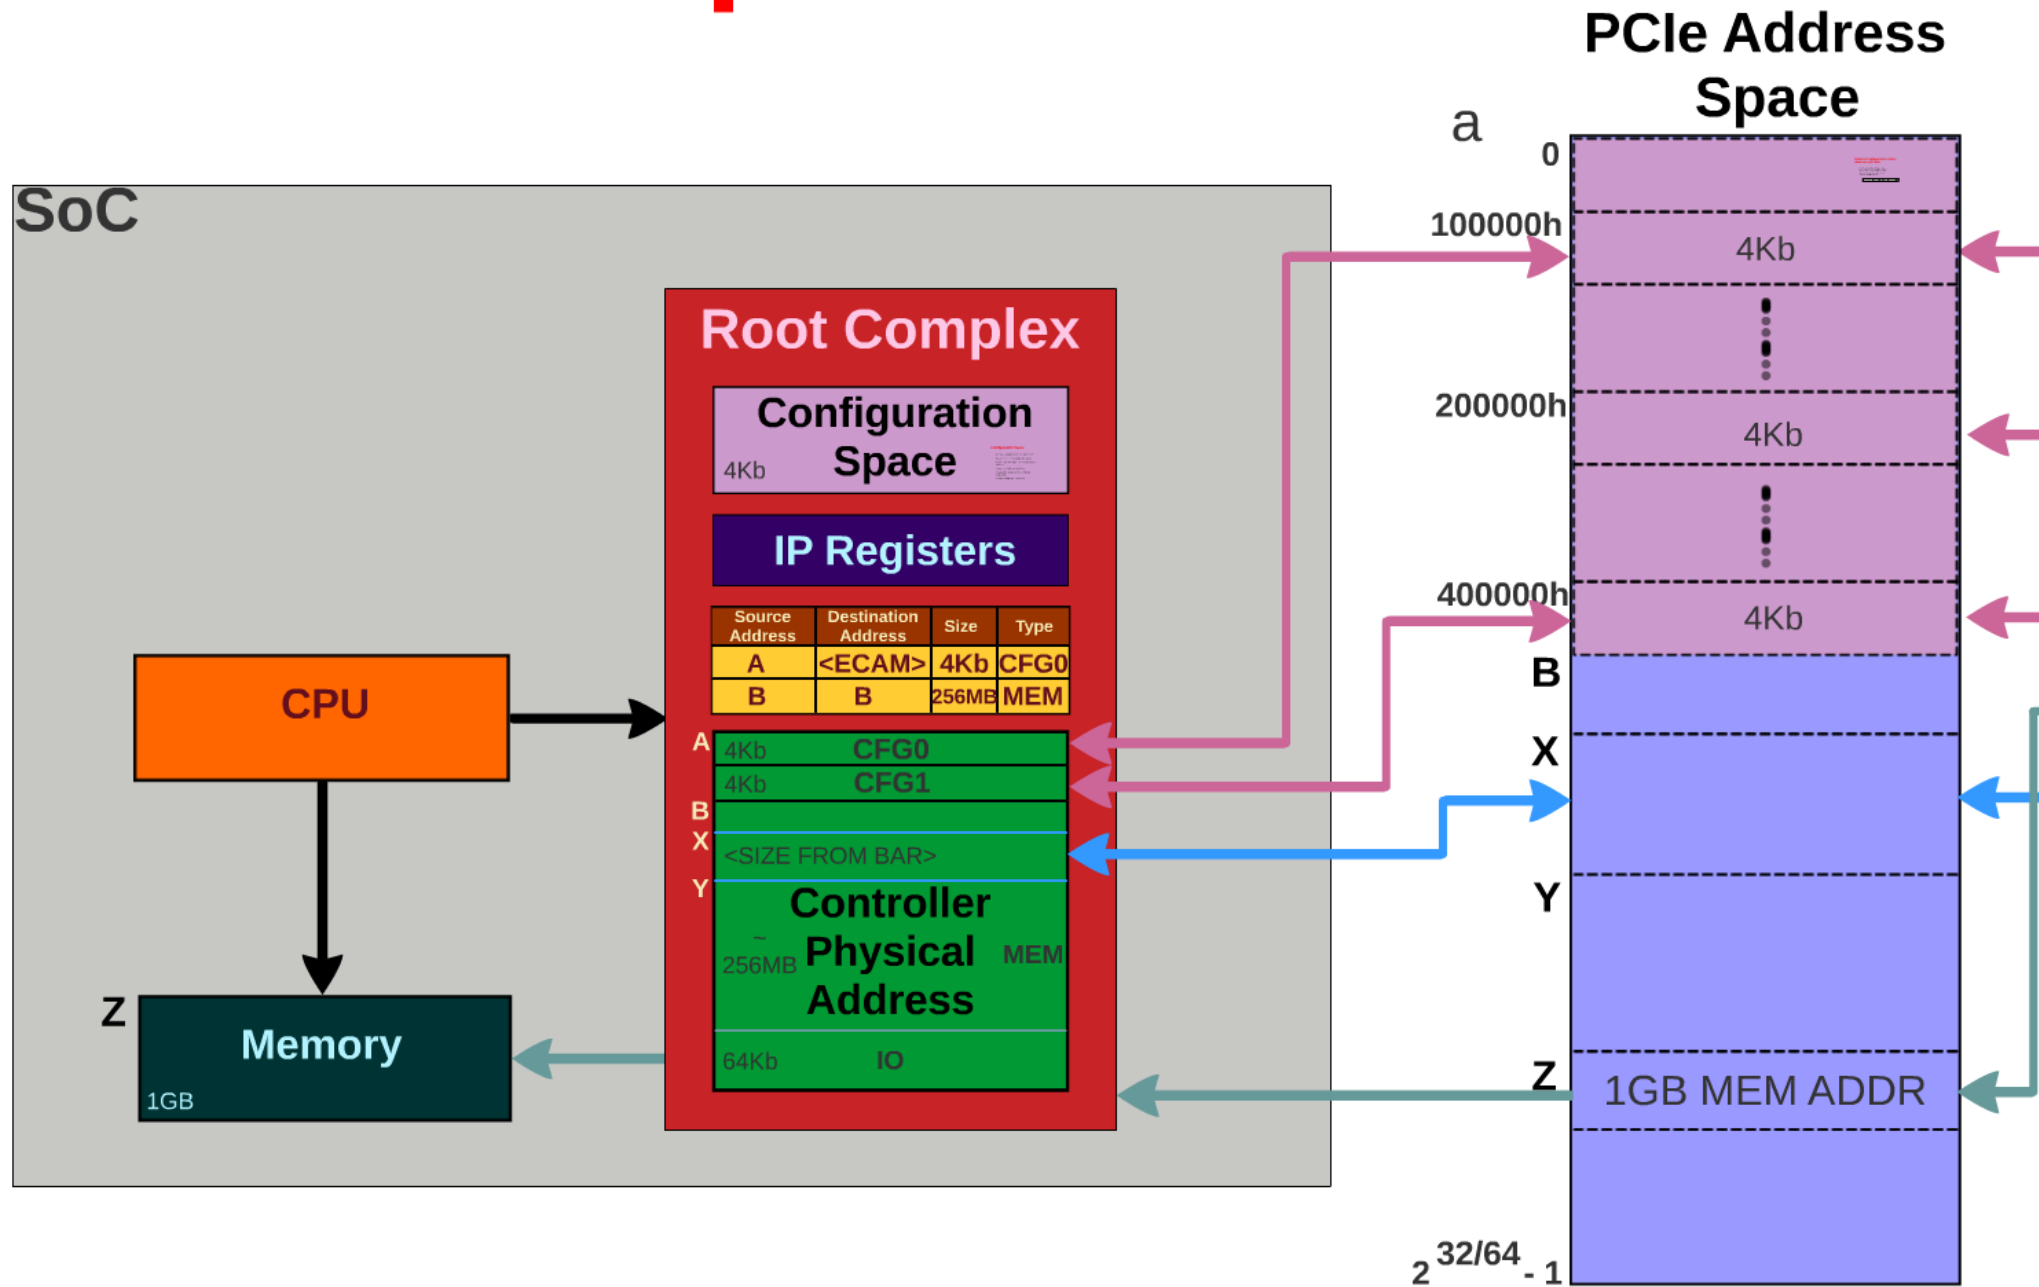 PCIe Address
Space
a
0
SoC
100000h
4Kb
Root Complex
Configuration
Space
4Kb
200000h
4Kb
IP Registers
400000h
4Kb
Source
Address
Destination
Address
Size
Type
A
<ECAM>
4Kb
CFG0
B
B
256MB
MEM
CPU
B
A
4Kb
CFG0
X
4Kb
CFG1
B
X
<SIZE FROM BAR>
Y
Y
Controller
Physical
Address
~
256MB
MEM
Z
Memory
1GB
64Kb
IO
Z
1GB MEM ADDR
2 32/64 - 1